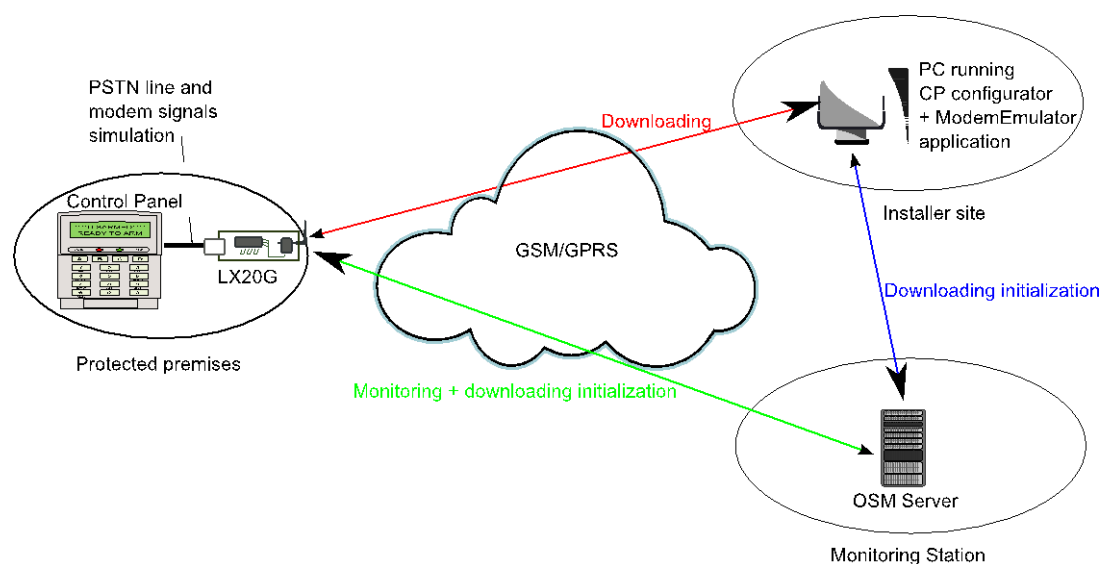 PSTN line and
modem signals
simulation
PC running
CP configurator
+ ModemEmulator
application
Downloading
Control Panel
READY TO ARM
LX20G
Installer site
GSM/GPRS
Downloading initialization
Protected premises
Monitoring + downloading initialization
OSM Server
Monitoring Station